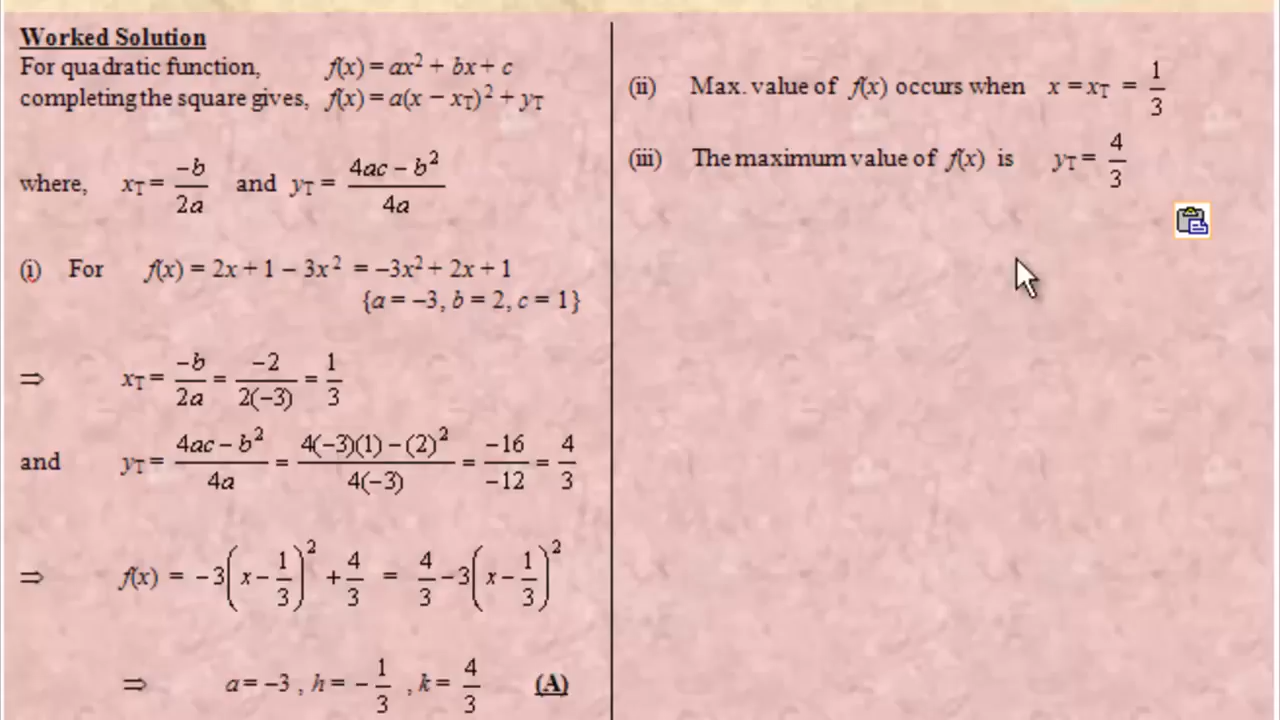 Worked Solution
For quadratic function, f(x) = ax² + bx + c
completing the square gives, f(x) = a(x − x_T)² + y_T
where, x_T = −b/2a and y_T = (4ac − b²)/4a
(i) For f(x) = 2x + 1 − 3x² = −3x² + 2x + 1
{a = −3, b = 2, c = 1}
⇒ x_T = −b/2a = −2/2(−3) = 1/3
and y_T = (4ac − b²)/4a = (4(−3)(1) − (2)²)/4(−3) = −16/−12 = 4/3
⇒ f(x) = −3(x − 1/3)² + 4/3 = 4/3 − 3(x − 1/3)²
⇒ a = −3 , h = −1/3 , k = 4/3 (A)
(ii) Max. value of f(x) occurs when x = x_T = 1/3
(iii) The maximum value of f(x) is y_T = 4/3